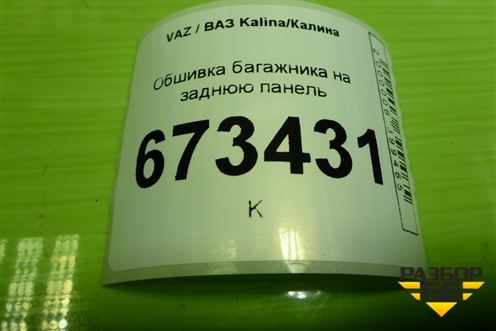 VAZ / ВАЗ Kalina/Калина
Обшивка багажника на
заднюю панель
673431
К
РАЗБОР